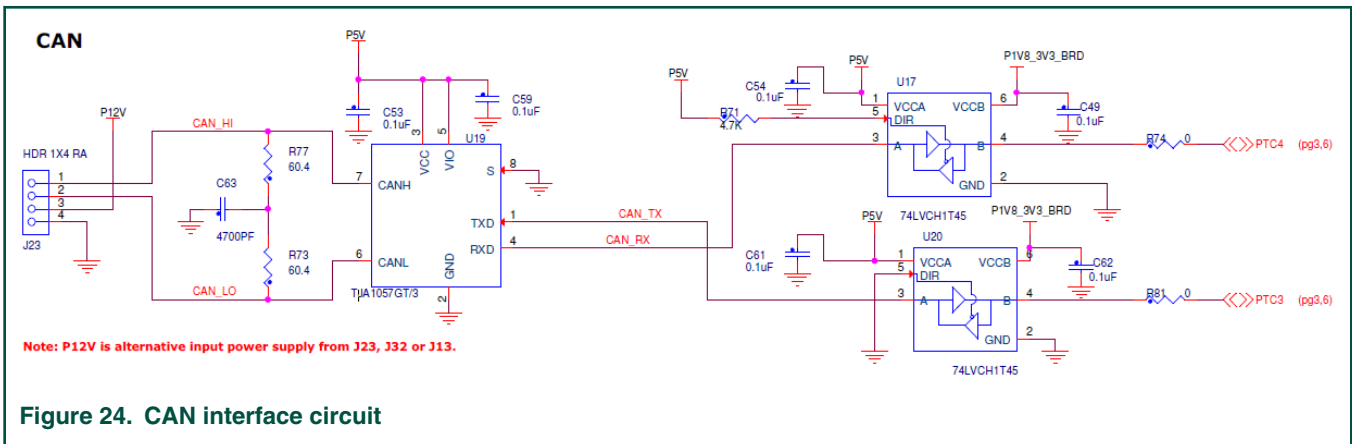 CAN
P5V
P12V
CAN_HI
C53
0.1uF
C59
0.1uF
3
5
U19
VCC
VIO
HDR 1X4 RA
1
2
3
4
J23
C63
4700PF
R77
60.4
R73
60.4
CAN_LO
7
CANH
6
CANL
S
8
TXD
1
RXD
4
GND
2
TJA1057GT/3
CAN_TX
CAN_RX
P5V
R71
4.7K
C54
0.1uF
P5V
U17
P1V8_3V3_BRD
1
VCCA
VCCB
6
5
DIR
3
A
B
4
GND
2
74LVCH1T45
C49
0.1uF
R74
0
PTC4
(pg3,6)
P5V
P1V8_3V3_BRD
U20
C61
0.1uF
1
VCCA
VCCB
6
5
DIR
3
A
B
4
GND
2
74LVCH1T45
C62
0.1uF
R81
0
PTC3
(pg3,6)
Note: P12V is alternative input power supply from J23, J32 or J13.
Figure 24. CAN interface circuit